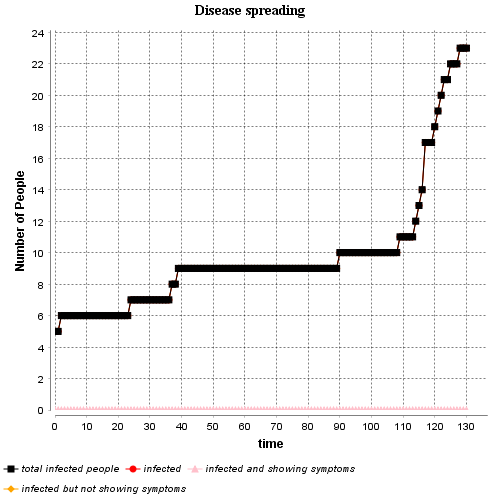 Disease spreading
24
22
20
18
16
14
12
10
8
6
4
2
0
Number of People
0 10 20 30 40 50 60 70 80 90 100 110 120 130
time
total infected people infected infected and showing symptoms
infected but not showing symptoms